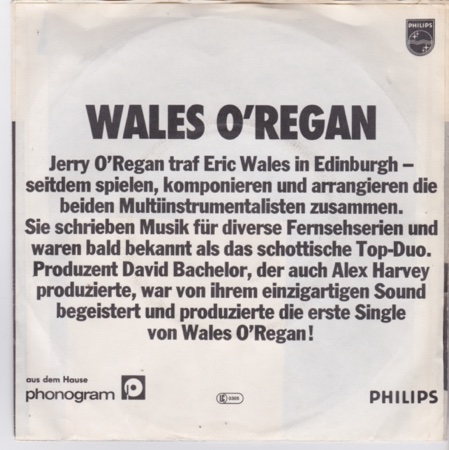 PHILIPS
WALES O'REGAN
Jerry O'Regan traf Eric Wales in Edinburgh –
seitdem spielen, komponieren und arrangieren die
beiden Multiinstrumentalisten zusammen.
Sie schrieben Musik für diverse Fernsehserien und
waren bald bekannt als das schottische Top-Duo.
Produzent David Bachelor, der auch Alex Harvey
produzierte, war von ihrem einzigartigen Sound
begeistert und produzierte die erste Single
von Wales O'Regan!
aus dem Hause
phonogram
PHILIPS